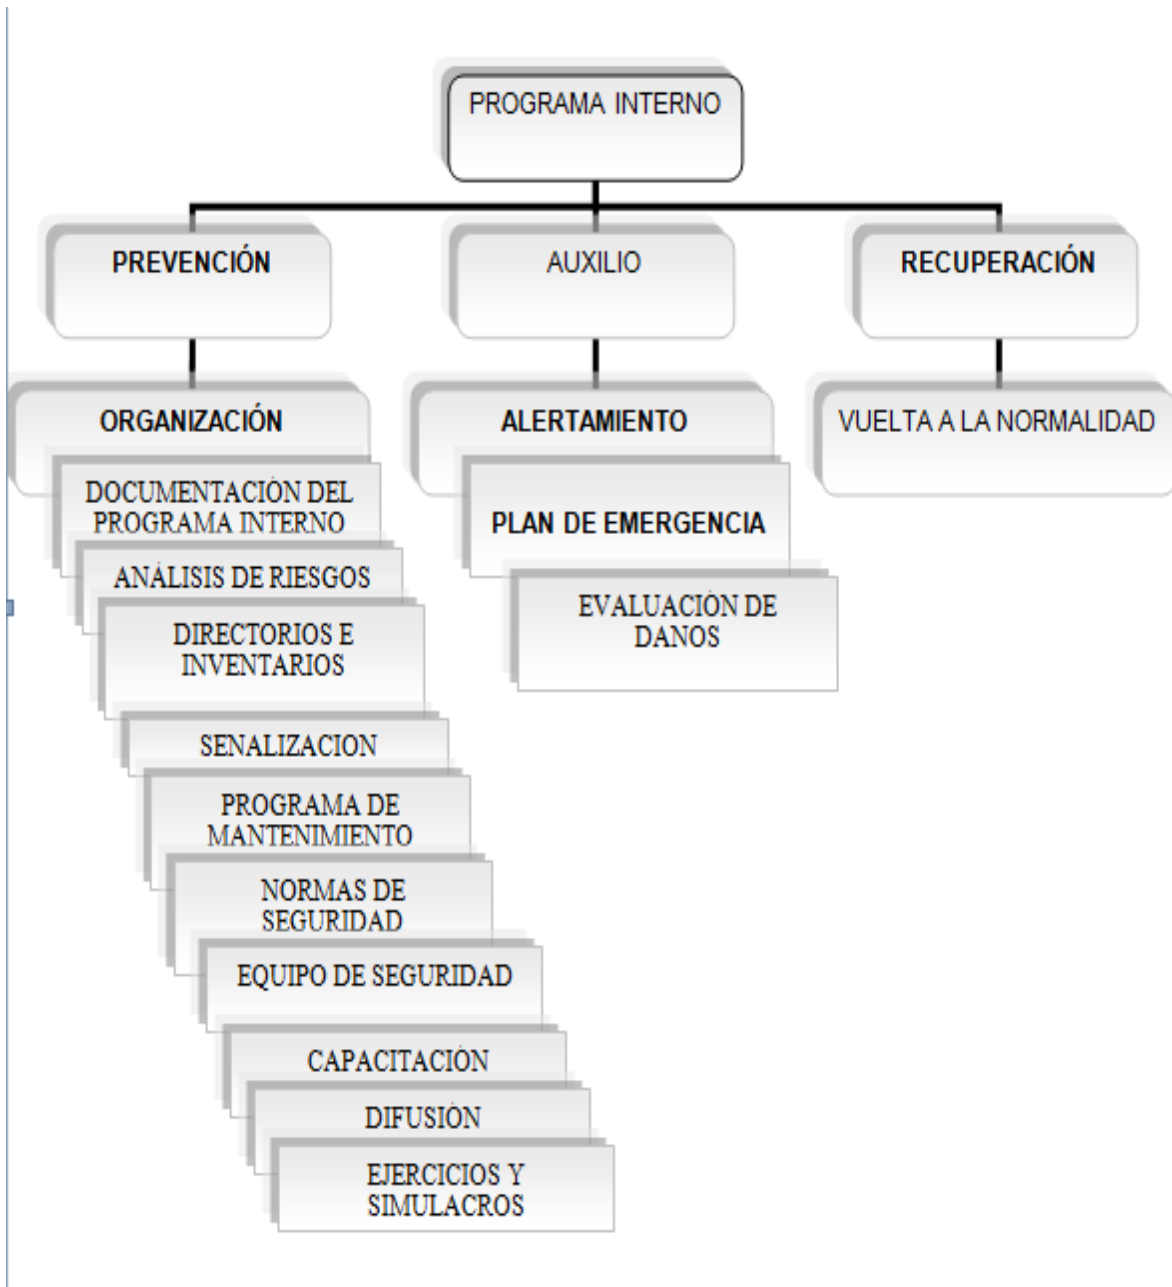 PROGRAMA INTERNO
PREVENCIÓN
AUXILIO
RECUPERACIÓN
ORGANIZACIÓN
DOCUMENTACIÓN DEL
PROGRAMA INTERNO
ANÁLISIS DE RIESGOS
DIRECTORIOS E
INVENTARIOS
SENALIZACION
PROGRAMA DE
MANTENIMIENTO
NORMAS DE
SEGURIDAD
EQUIPO DE SEGURIDAD
CAPACITACIÓN
DIFUSIÓN
EJERCICIOS Y
SIMULACROS
ALERTAMIENTO
PLAN DE EMERGENCIA
EVALUACIÓN DE
DANOS
VUELTA A LA NORMALIDAD